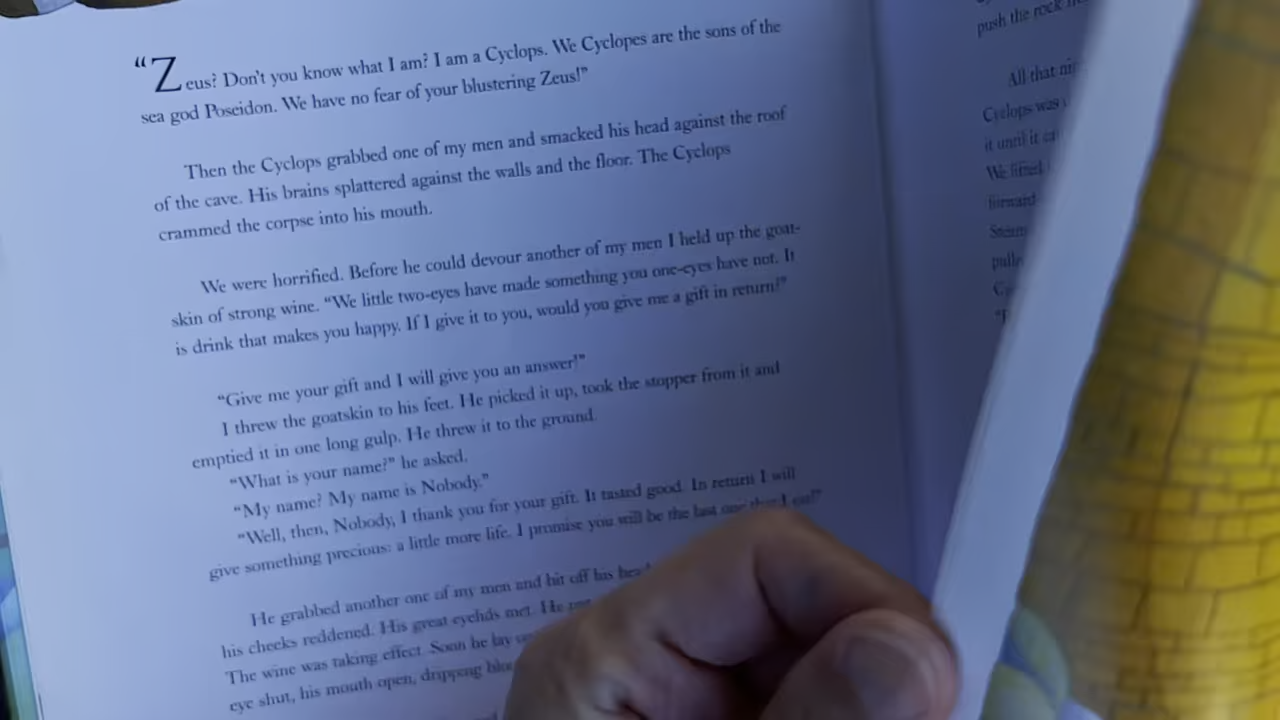 “Zeus? Don't you know what I am? I am a Cyclops. We Cyclopes are the sons of the
sea god Poseidon. We have no fear of your blustering Zeus!”
Then the Cyclops grabbed one of my men and smacked his head against the roof
of the cave. His brains splattered against the walls and the floor. The Cyclops
crammed the corpse into his mouth.
We were horrified. Before he could devour another of my men I held up the goat-
skin of strong wine. “We little two-eyes have made something you one-eyes have not. It
is drink that makes you happy. If I give it to you, would you give me a gift in return?”
“Give me your gift and I will give you an answer!”
I threw the goatskin to his feet. He picked it up, took the stopper from it and
emptied it in one long gulp. He threw it to the ground.
“What is your name?” he asked.
“My name? My name is Nobody.”
“Well, then, Nobody, I thank you for your gift. It tasted good. In return I will
give something precious: a little more life. I promise you will be the last one that I eat!”
He grabbed another one of my men and bit off his
his cheeks reddened. His great eyelids met. He
The wine was taking effect. Soon he lay
eye shut, his mouth open, dripping
push the rock
All that
Cyclops was
it until it
We lifted
forward